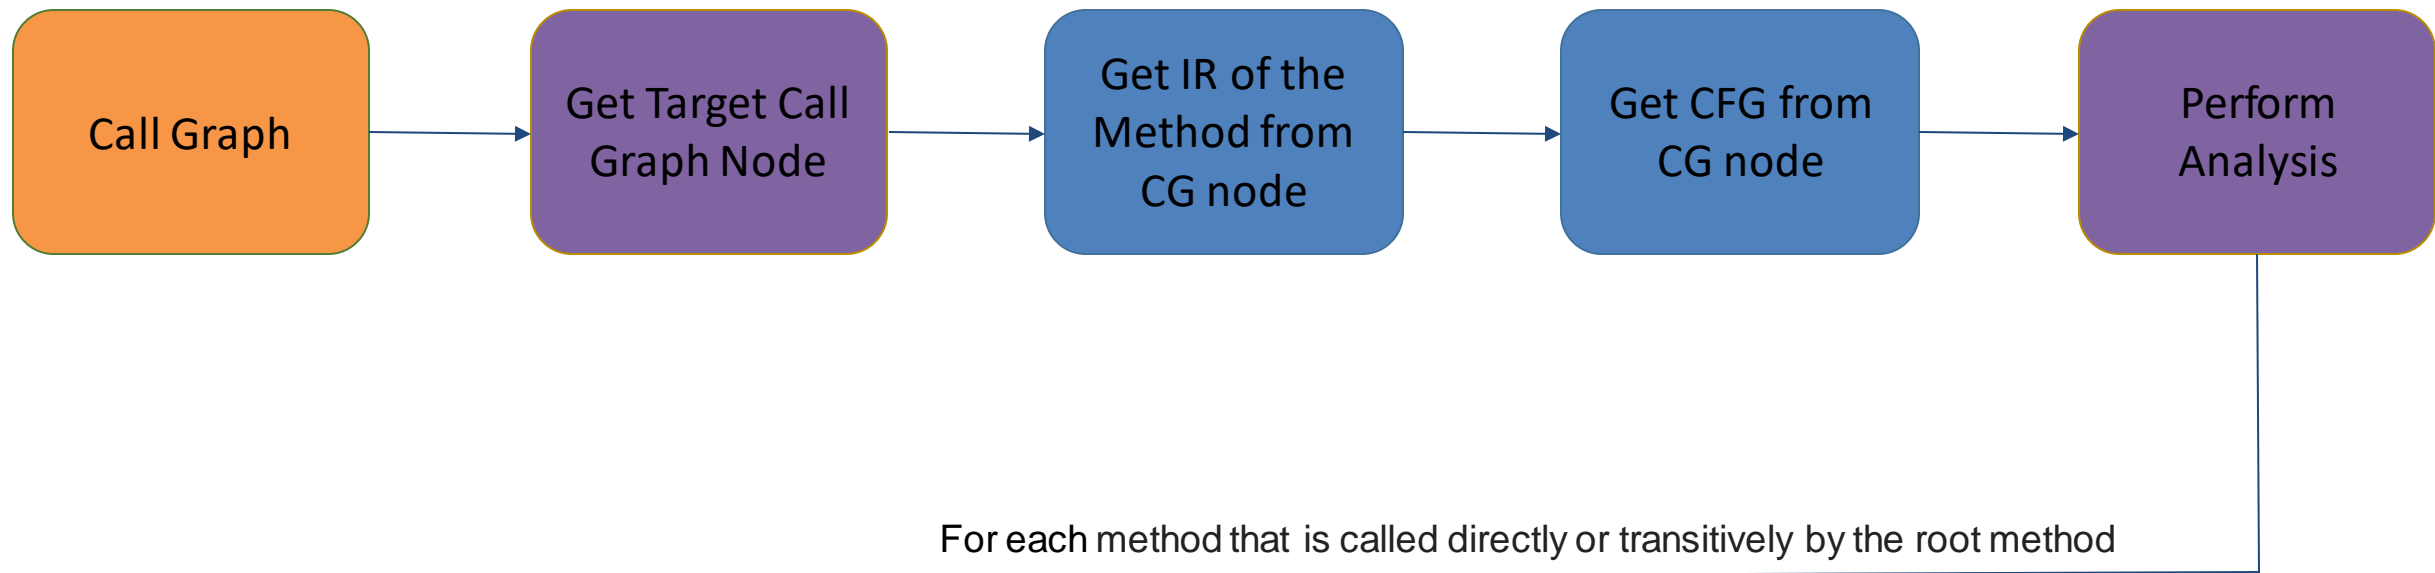 Call Graph
Get Target Call
Graph Node
Get IR of the
Method from
CG node
Get CFG from
CG node
Perform
Analysis
For each method that is called directly or transitively by the root method